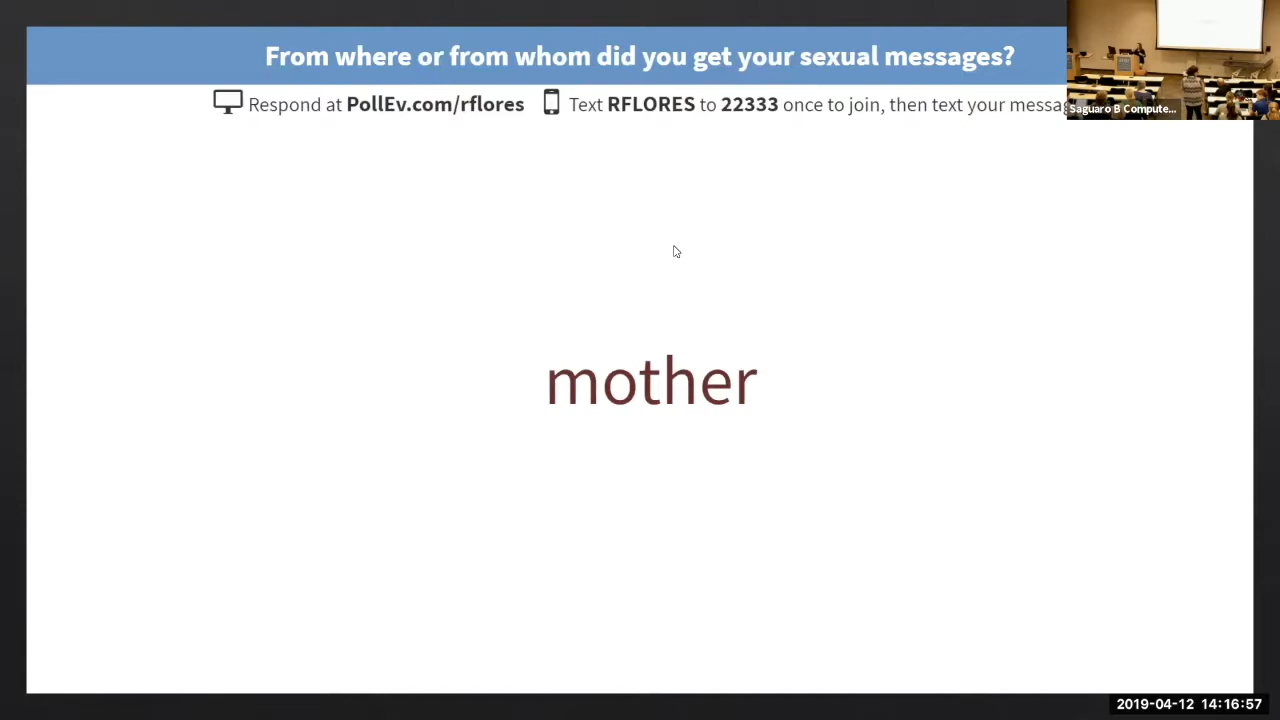 From where or from whom did you get your sexual messages?
Respond at PollEv.com/rflores Text RFLORES to 22333 once to join, then text your messag
Saguaro B Compute...
mother
2019-04-12 14:16:57